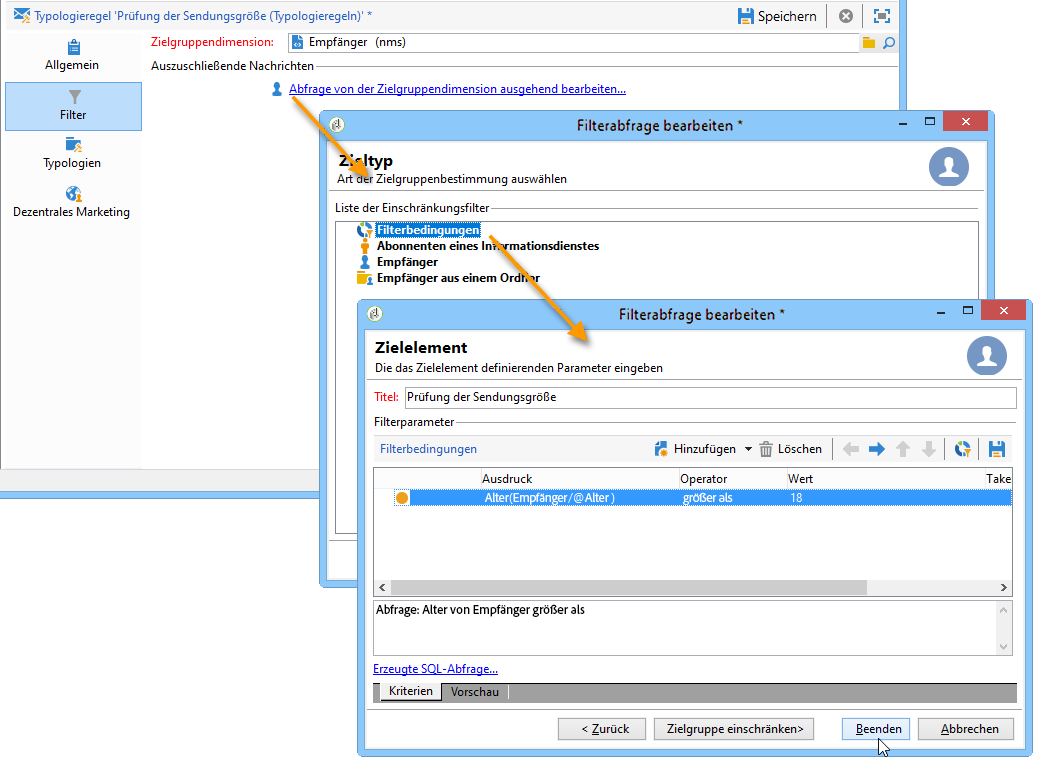 Typologieregel 'Prüfung der Sendungsgröße (Typologieregeln)' *
Speichern
Allgemein
Filter
Typologien
Dezentrales Marketing
Zielgruppendimension: Empfänger (nms)
Auszuschließende Nachrichten
Abfrage von der Zielgruppendimension ausgehend bearbeiten...
Filterabfrage bearbeiten *
Zieltyp
Art der Zielgruppenbestimmung auswählen
Liste der Einschränkungsfilter
Filterbedingungen
Abonnenten eines Informationsdienstes
Empfänger
Empfänger aus einem Ordner
Filterabfrage bearbeiten *
Zielelement
Die das Zielelement definierenden Parameter eingeben
Titel: Prüfung der Sendungsgröße
Filterparameter
Filterbedingungen Hinzufügen Löschen
Ausdruck Operator Wert Take
Alter(Empfänger/@Alter ) größer als 18
Abfrage: Alter von Empfänger größer als
Erzeugte SQL-Abfrage...
Kriterien Vorschau
< Zurück Zielgruppe einschränken> Beenden Abbrechen